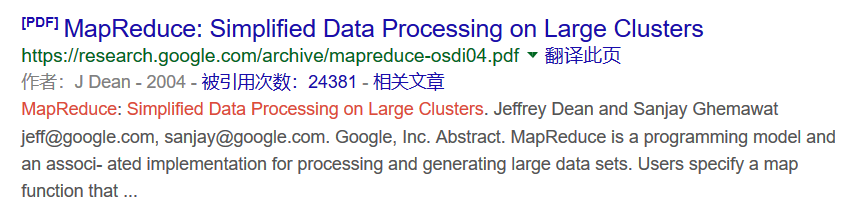 [PDF] MapReduce: Simplified Data Processing on Large Clusters
https://research.google.com/archive/mapreduce-osdi04.pdf ▼ 翻译此页
作者：J Dean - 2004 - 被引用次数：24381 - 相关文章
MapReduce: Simplified Data Processing on Large Clusters. Jeffrey Dean and Sanjay Ghemawat
jeff@google.com, sanjay@google.com. Google, Inc. Abstract. MapReduce is a programming model and
an associ- ated implementation for processing and generating large data sets. Users specify a map
function that ...